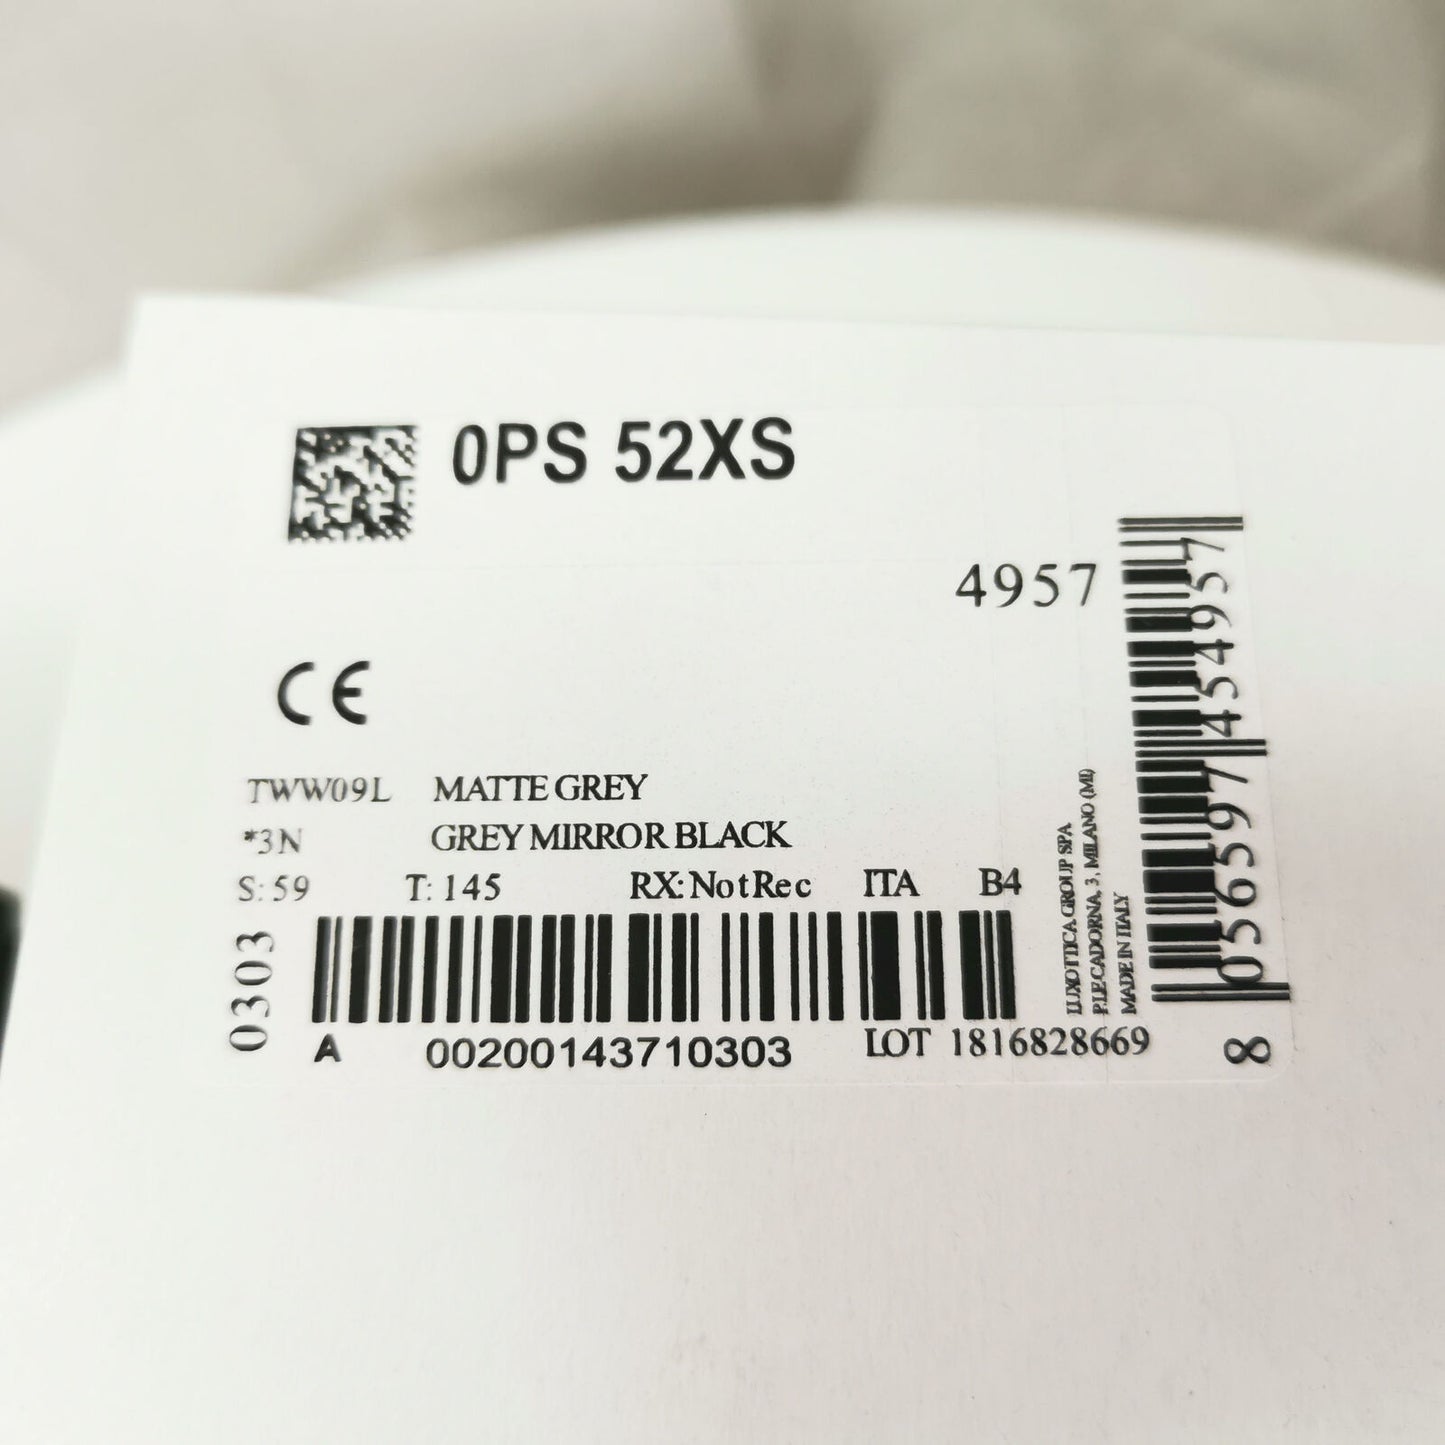 0PS 52XS
4957
CE
TWW09L MATTE GREY
*3N GREY MIRROR BLACK
S: 59 T: 145 RX: NotRec ITA B4
0303
A 00200143710303 LOT 1816828669
LUXOTTICA GROUP SPA
P.LE CADORNA, 3, MILANO (MI)
MADE IN ITALY
8 056597 454957